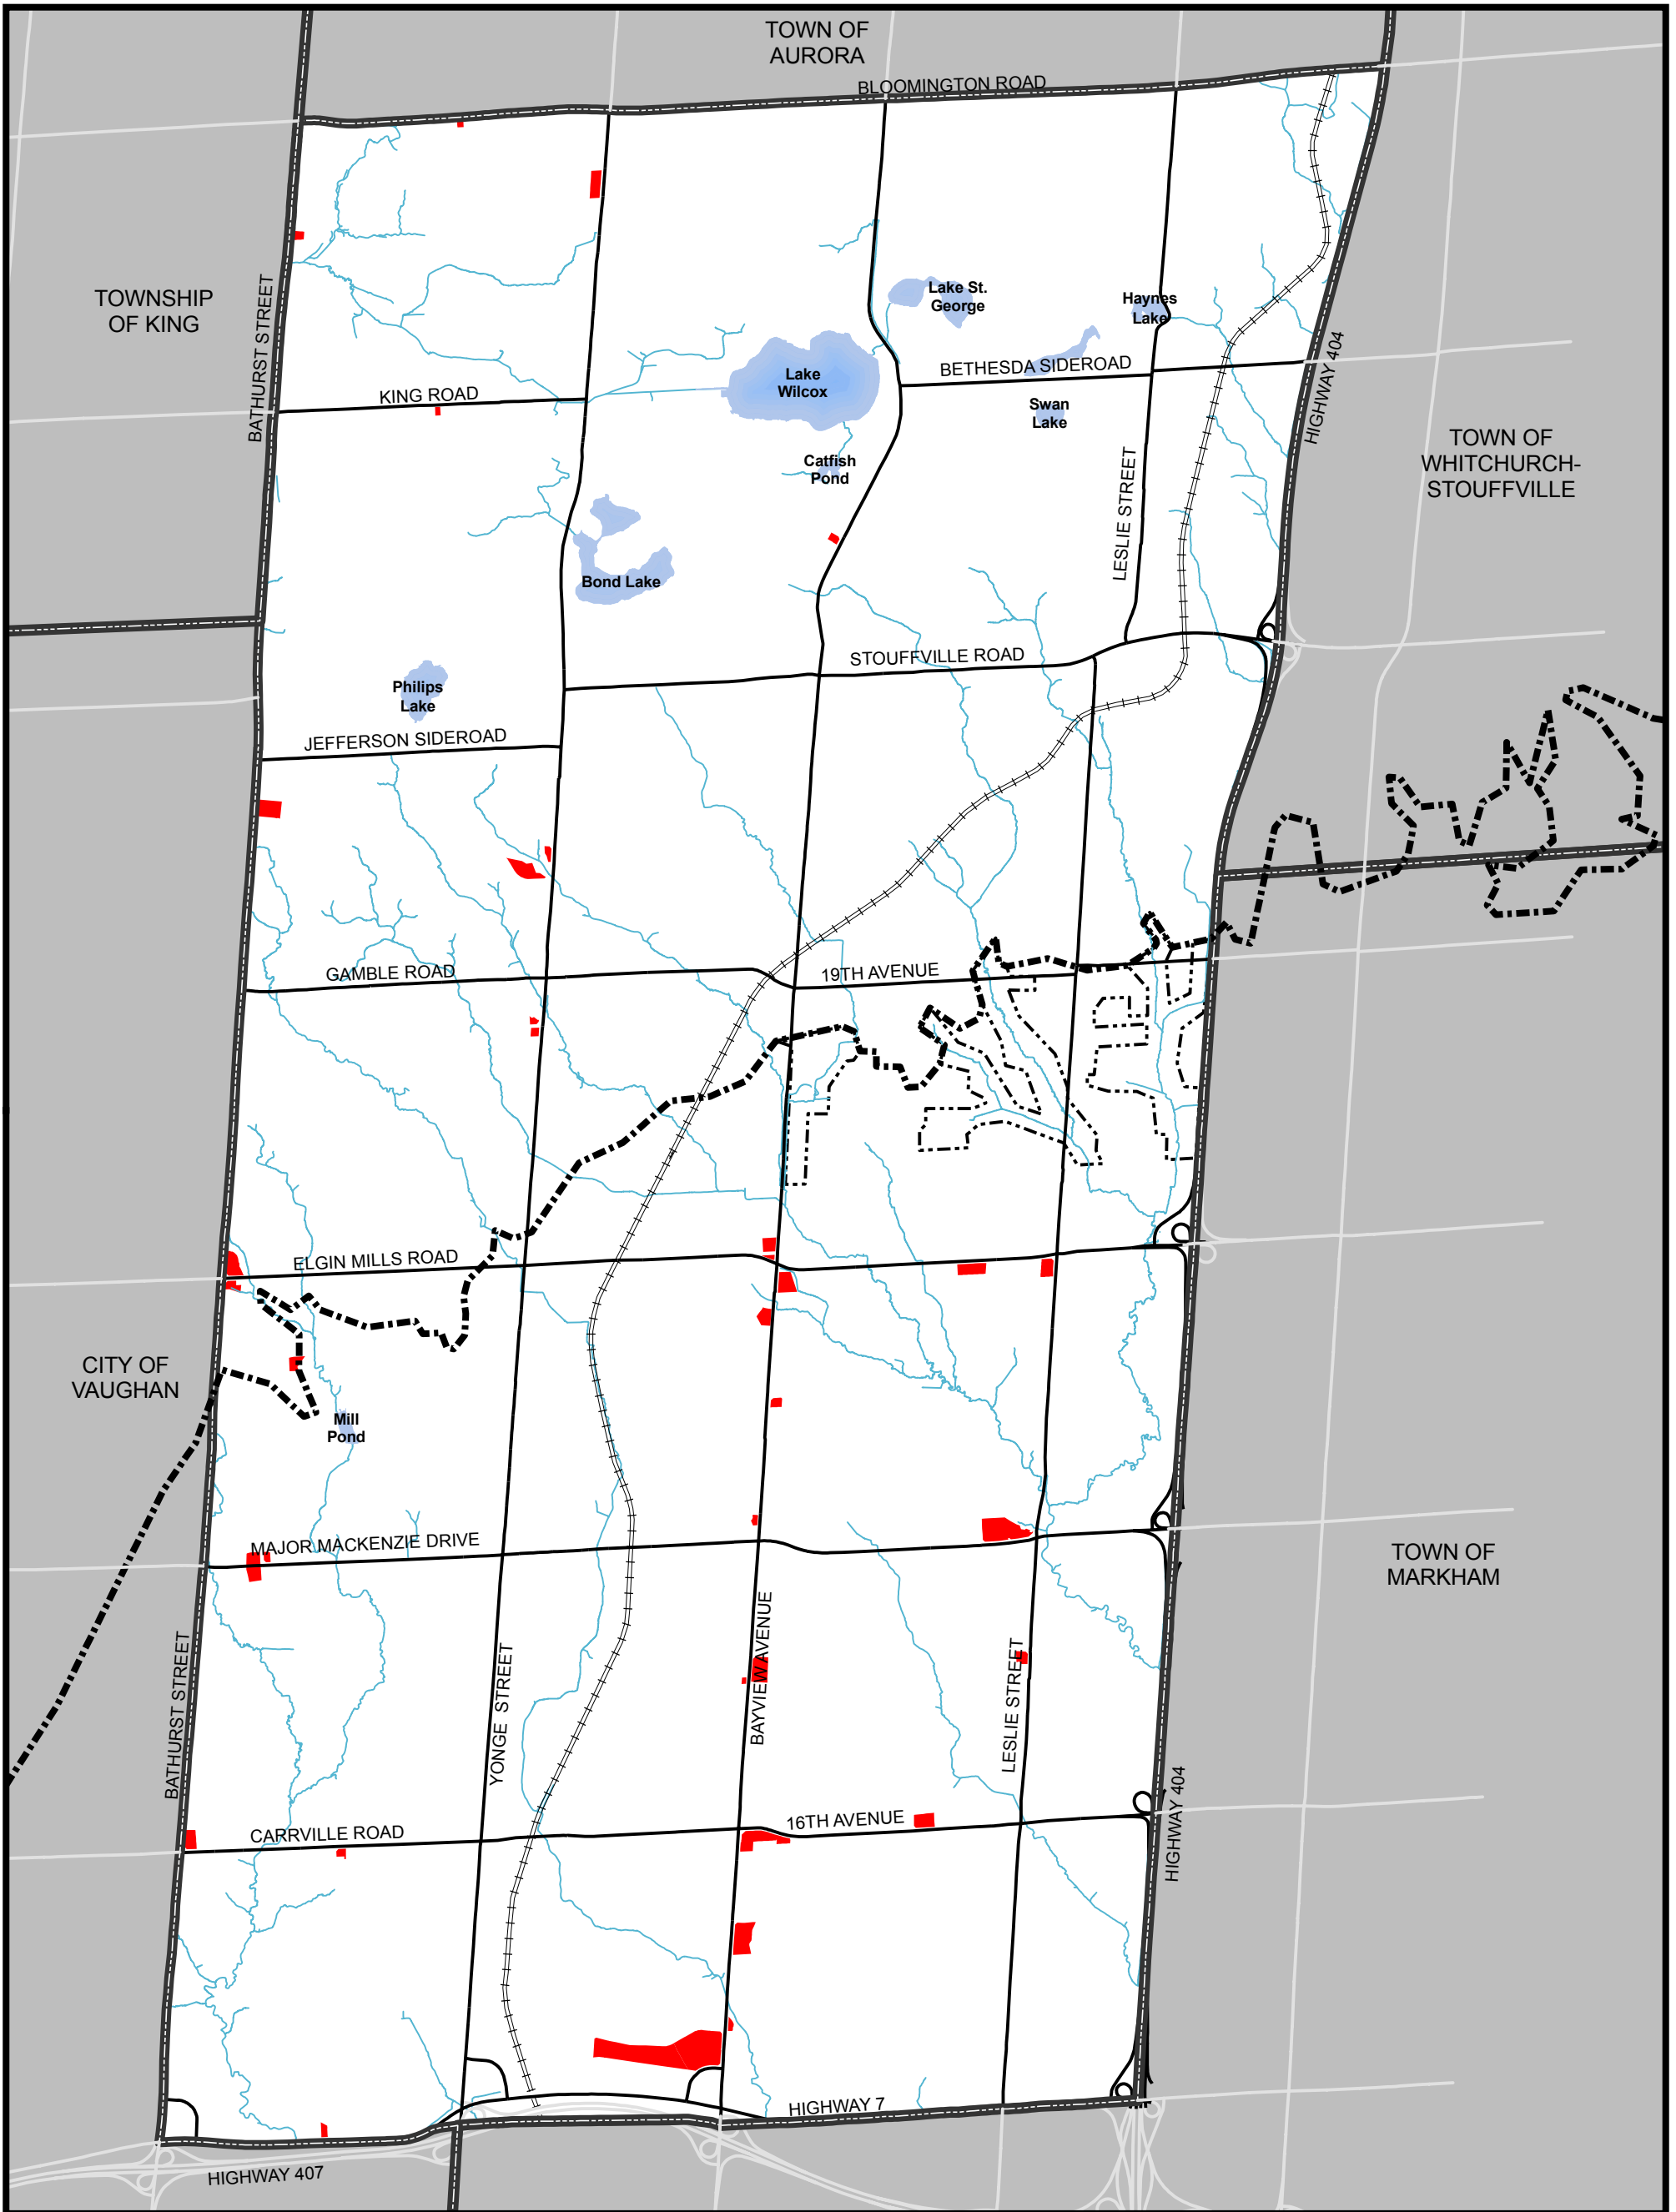 TOWN OF
AURORA
BLOOMINGTON ROAD
TOWNSHIP
OF KING
BATHURST STREET
Lake St.
George
Haynes
Lake
HIGHWAY 404
BETHESDA SIDEROAD
Lake
Wilcox
KING ROAD
Swan
Lake
TOWN OF
WHITCHURCH-
STOUFFVILLE
Catfish
Pond
LESLIE STREET
Bond Lake
STOUFFVILLE ROAD
Philips
Lake
JEFFERSON SIDEROAD
GAMBLE ROAD
19TH AVENUE
ELGIN MILLS ROAD
CITY OF
VAUGHAN
Mill
Pond
MAJOR MACKENZIE DRIVE
TOWN OF
MARKHAM
BATHURST STREET
YONGE STREET
BAYVIEW AVENUE
LESLIE STREET
HIGHWAY 404
16TH AVENUE
CARRVILLE ROAD
HIGHWAY 7
HIGHWAY 407